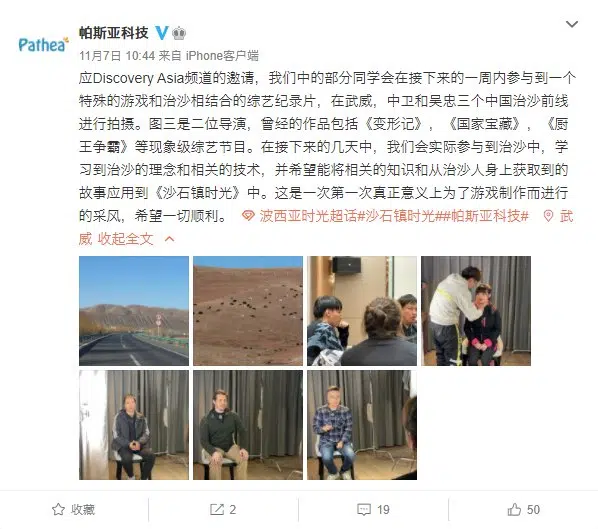 帕斯亚科技
Pathea
11月7日 10:44 来自 iPhone客户端
应Discovery Asia频道的邀请，我们中的部分同学会在接下来的一周内参与到一个
特殊的游戏和治沙相结合的综艺纪录片，在武威，中卫和吴忠三个中国治沙前线
进行拍摄。图三是二位导演，曾经的作品包括《变形记》，《国家宝藏》，《厨
王争霸》等现象级综艺节目。在接下来的几天中，我们会实际参与到治沙中，学
习到治沙的理念和相关的技术，并希望能将相关的知识和从治沙人身上获取到的
故事应用到《沙石镇时光》中。这是一次第一次真正意义上为了游戏制作而进行
的采风，希望一切顺利。 波西亚时光超话#沙石镇时光##帕斯亚科技# 武
威 收起全文
收藏 2 19 50